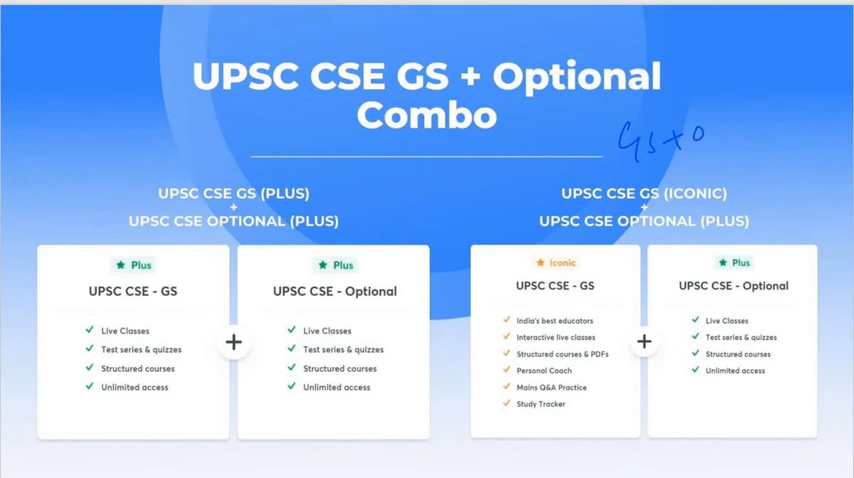 UPSC CSE GS + Optional
Combo
GS + O
UPSC CSE GS (PLUS)
+
UPSC CSE OPTIONAL (PLUS)
Plus
UPSC CSE - GS
Live Classes
Test series & quizzes
Structured courses
Unlimited access
+
Plus
UPSC CSE - Optional
Live Classes
Test series & quizzes
Structured courses
Unlimited access
UPSC CSE GS (ICONIC)
+
UPSC CSE OPTIONAL (PLUS)
Iconic
UPSC CSE - GS
India's best educators
Interactive live classes
Structured courses & PDFs
Personal Coach
Mains Q&A Practice
Study Tracker
+
Plus
UPSC CSE - Optional
Live Classes
Test series & quizzes
Structured courses
Unlimited access